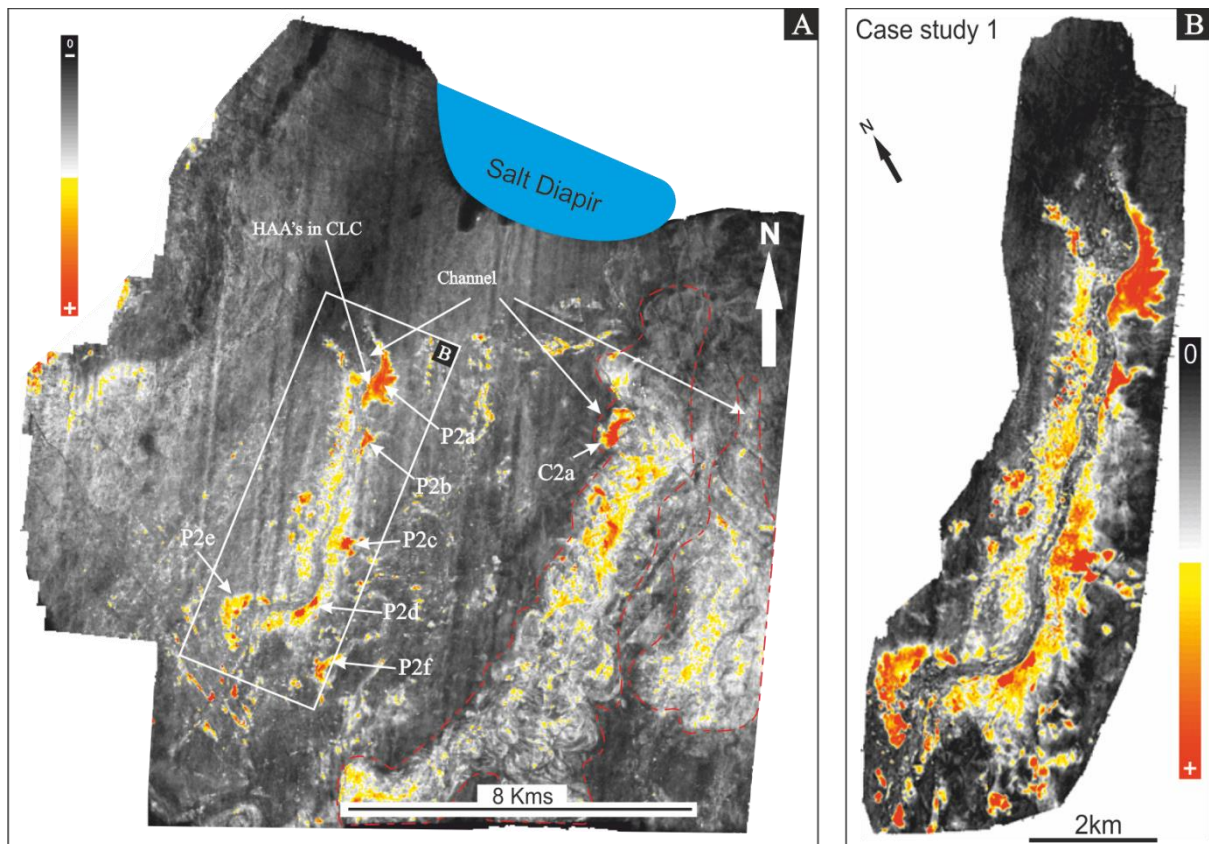 A
0
–
+
Salt Diapir
HAA's in CLC
Channel
N
B
P2a
C2a
P2b
P2c
P2e
P2d
P2f
8 Kms
Case study 1
B
N
0
+
2km